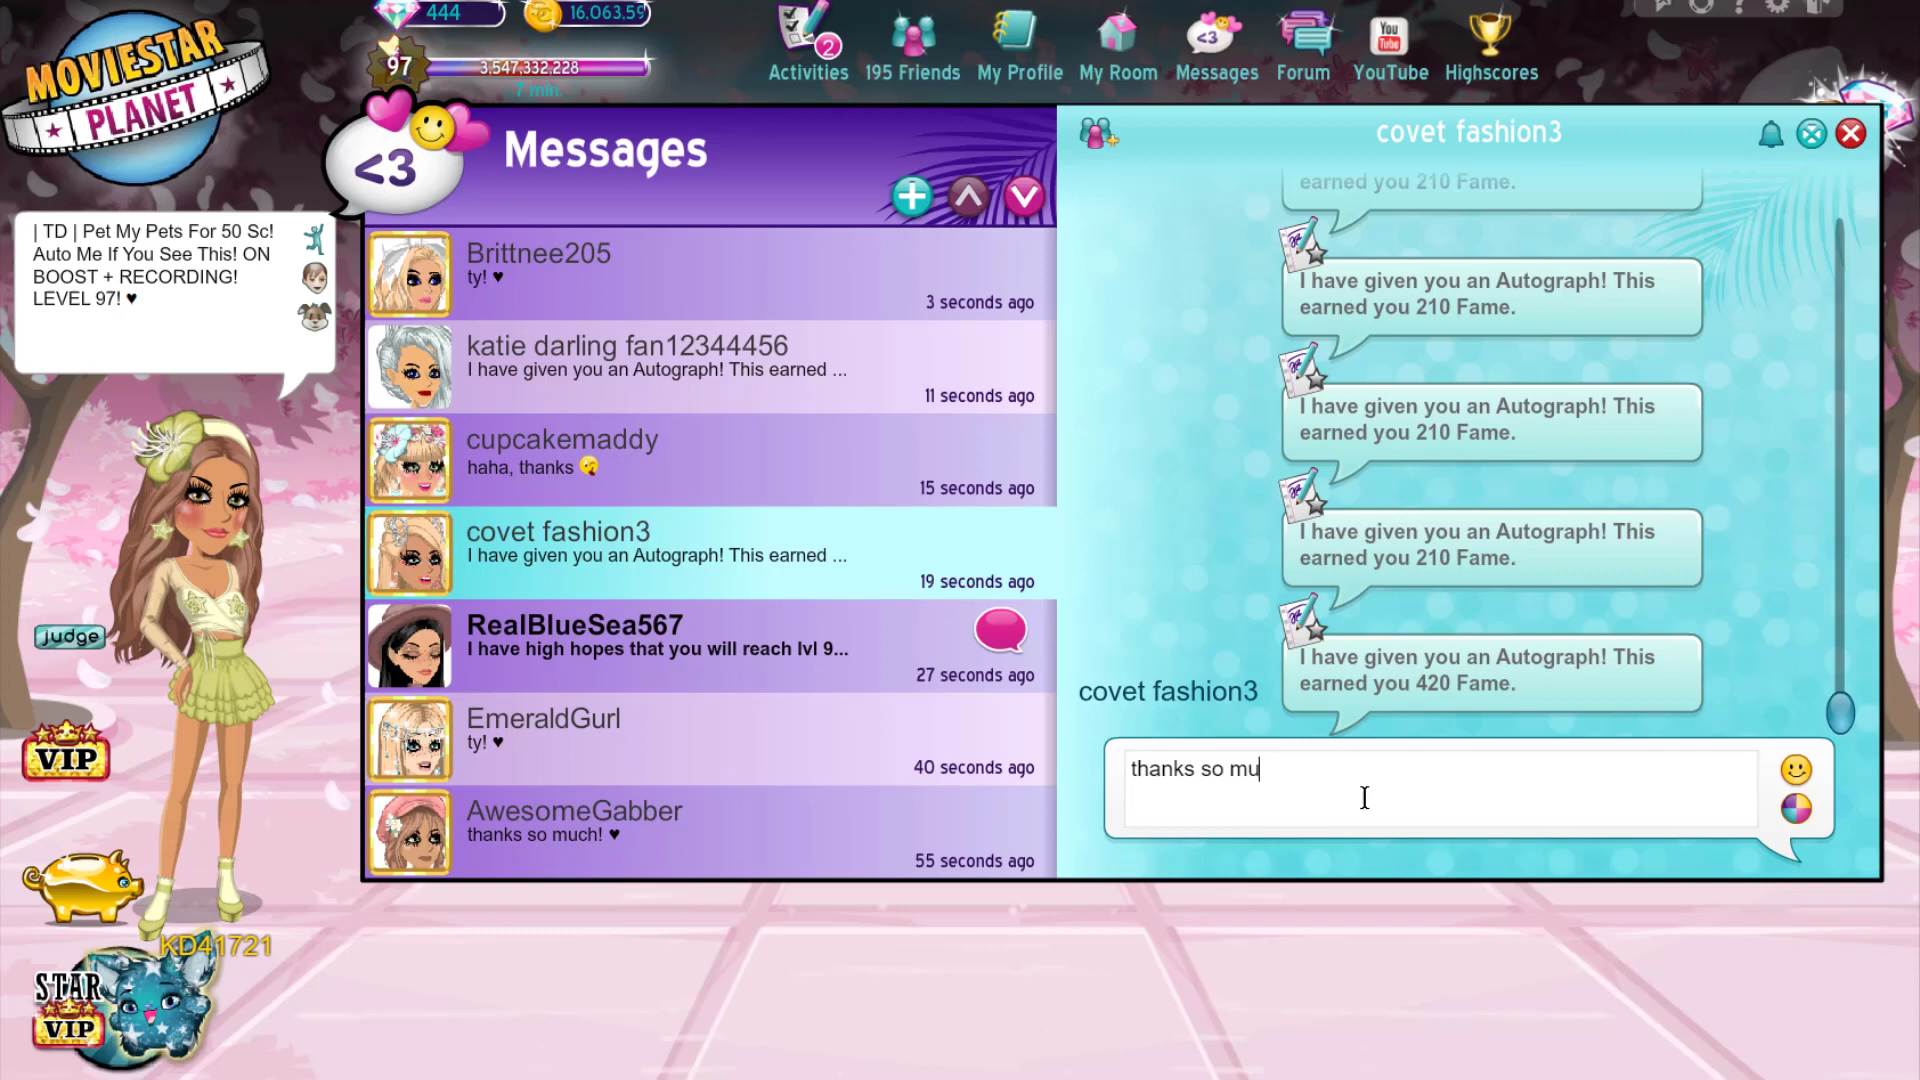 MOVIESTAR
PLANET
444
16,063,59
97
3,547,332,228
7 min.
2
<3
You
Tube
Activities
195 Friends
My Profile
My Room
Messages
Forum
YouTube
Highscores
| TD | Pet My Pets For 50 Sc!
Auto Me If You See This! ON
BOOST + RECORDING!
LEVEL 97! ♥
judge
VIP
KD41721
STAR
VIP
<3
Messages
Brittnee205
ty! ♥
3 seconds ago
katie darling fan12344456
I have given you an Autograph! This earned ...
11 seconds ago
cupcakemaddy
haha, thanks 😜
15 seconds ago
covet fashion3
I have given you an Autograph! This earned ...
19 seconds ago
RealBlueSea567
I have high hopes that you will reach lvl 9...
27 seconds ago
EmeraldGurl
ty! ♥
40 seconds ago
AwesomeGabber
thanks so much! ♥
55 seconds ago
covet fashion3
earned you 210 Fame.
I have given you an Autograph! This
earned you 210 Fame.
I have given you an Autograph! This
earned you 210 Fame.
I have given you an Autograph! This
earned you 210 Fame.
I have given you an Autograph! This
earned you 420 Fame.
covet fashion3
thanks so mu